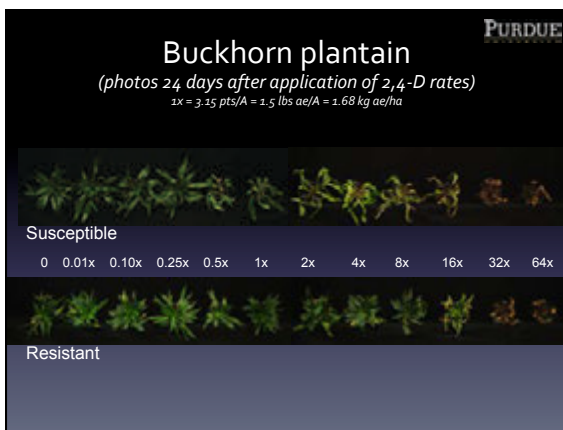 PURDUE
Buckhorn plantain
(photos 24 days after application of 2,4-D rates)
1x = 3.15 pts/A = 1.5 lbs ae/A = 1.68 kg ae/ha
Susceptible
0 0.01x 0.10x 0.25x 0.5x 1x 2x 4x 8x 16x 32x 64x
Resistant